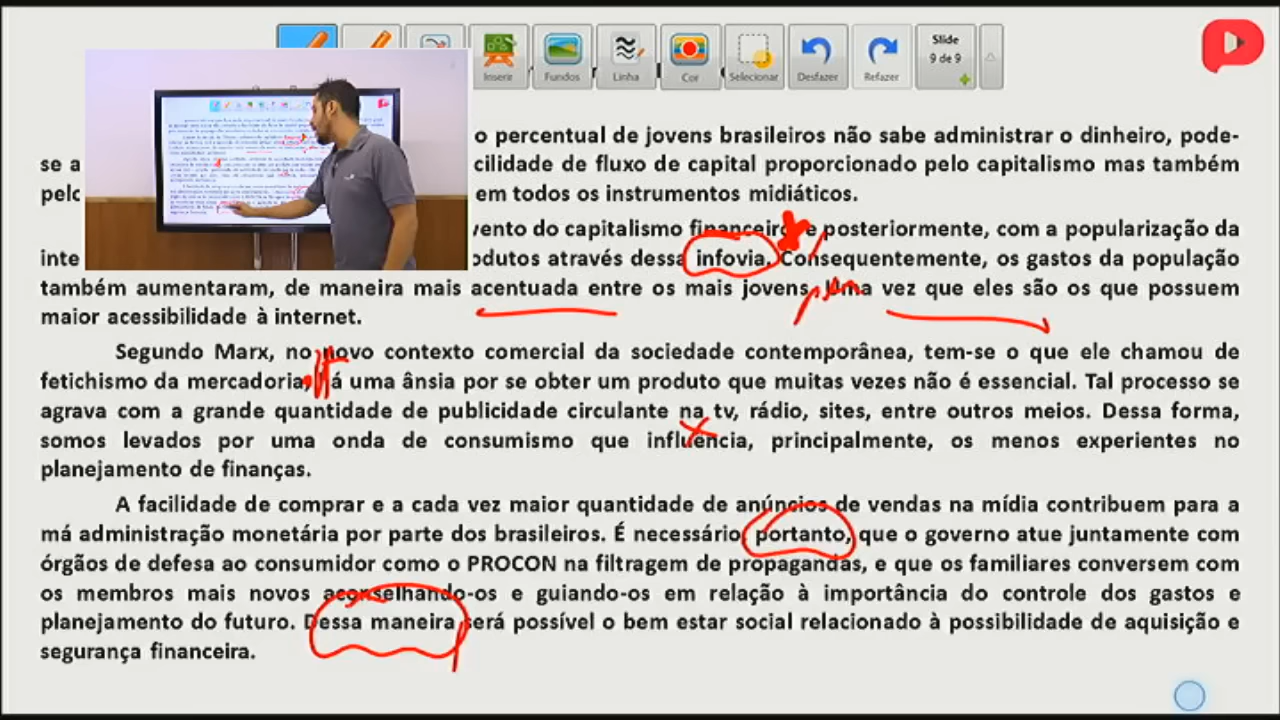 Inserir
Fundos
Linha
Cor
Selecionar
Desfazer
Refazer
Slide
9 de 9
o percentual de jovens brasileiros não sabe administrar o dinheiro, pode-
se a cilidade de fluxo de capital proporcionado pelo capitalismo mas também
pelo em todos os instrumentos midiáticos.
vento do capitalismo financeiro e posteriormente, com a popularização da
inte odutos através dessa infovia. Consequentemente, os gastos da população
também aumentaram, de maneira mais acentuada entre os mais jovens. Uma vez que eles são os que possuem
maior acessibilidade à internet.
Segundo Marx, no novo contexto comercial da sociedade contemporânea, tem-se o que ele chamou de
fetichismo da mercadoria, há uma ânsia por se obter um produto que muitas vezes não é essencial. Tal processo se
agrava com a grande quantidade de publicidade circulante na tv, rádio, sites, entre outros meios. Dessa forma,
somos levados por uma onda de consumismo que influência, principalmente, os menos experientes no
planejamento de finanças.
A facilidade de comprar e a cada vez maior quantidade de anúncios de vendas na mídia contribuem para a
má administração monetária por parte dos brasileiros. É necessário, portanto, que o governo atue juntamente com
órgãos de defesa ao consumidor como o PROCON na filtragem de propagandas, e que os familiares conversem com
os membros mais novos aconselhando-os e guiando-os em relação à importância do controle dos gastos e
planejamento do futuro. Dessa maneira será possível o bem estar social relacionado à possibilidade de aquisição e
segurança financeira.